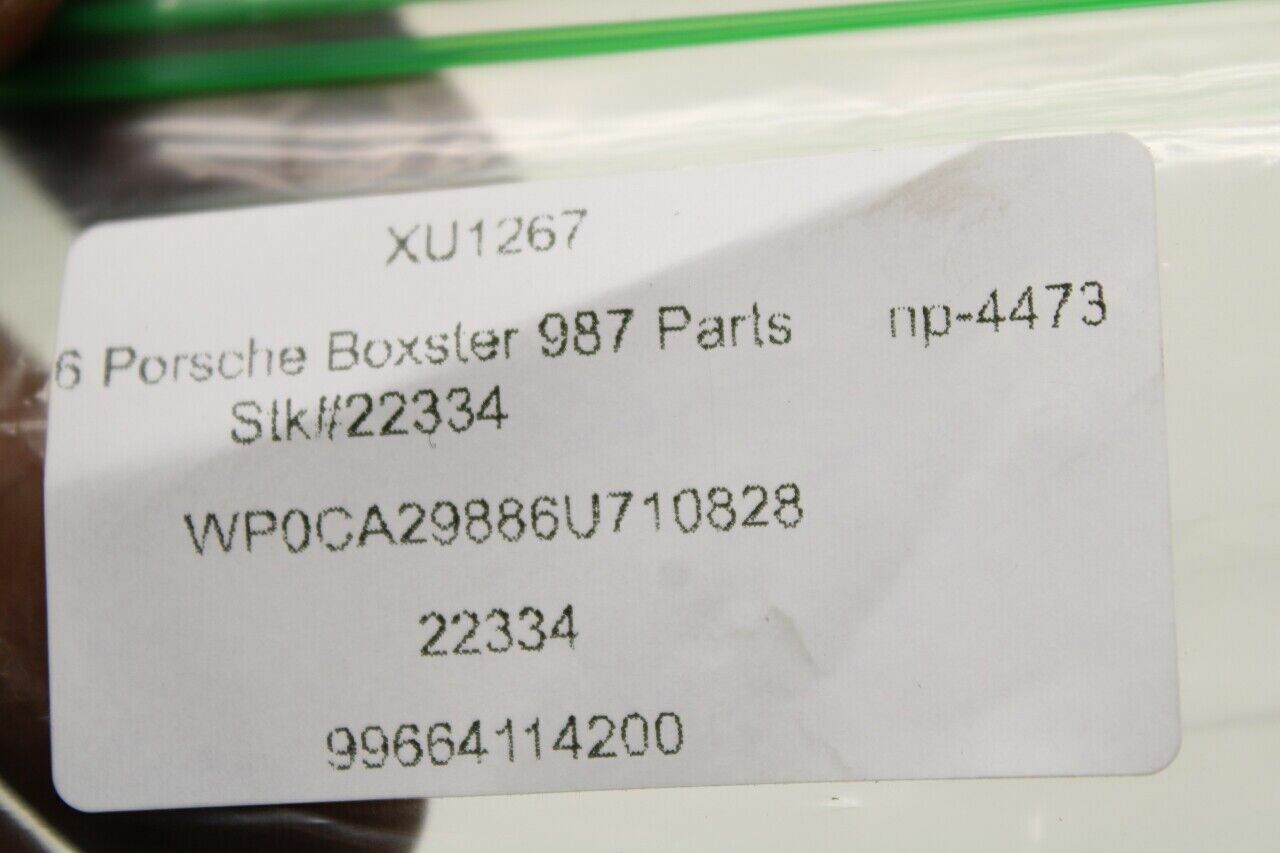 XU1267
6 Porsche Boxster 987 Parts np-4473
Stk#22334
WP0CA29886U710828
22334
99664114200